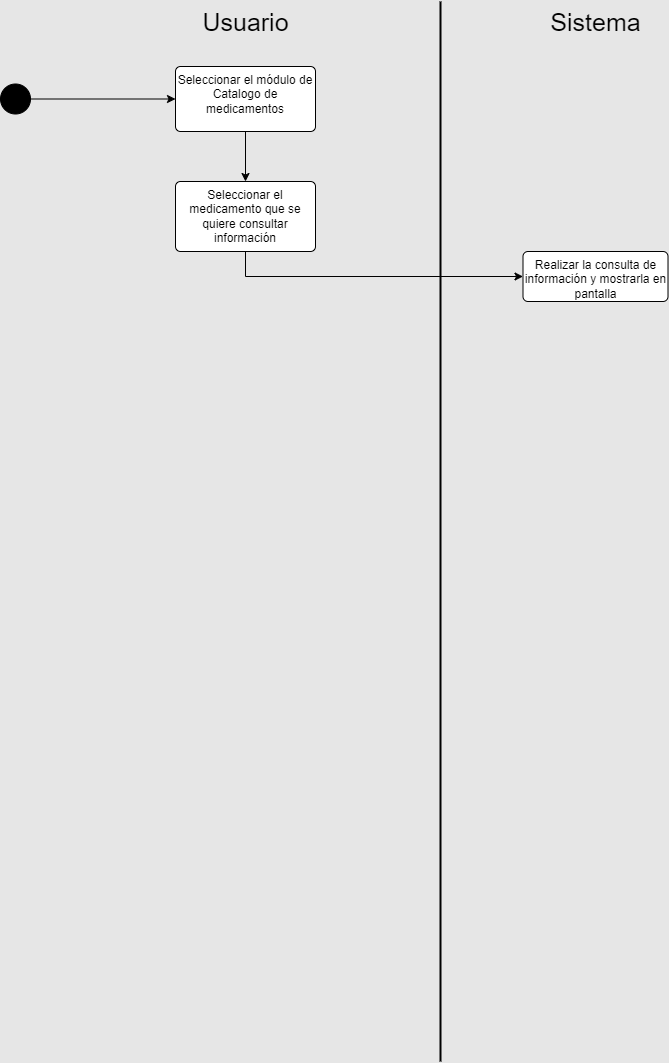 Usuario
Sistema
Seleccionar el módulo de
Catalogo de
medicamentos
Seleccionar el
medicamento que se
quiere consultar
información
Realizar la consulta de
información y mostrarla en
pantalla